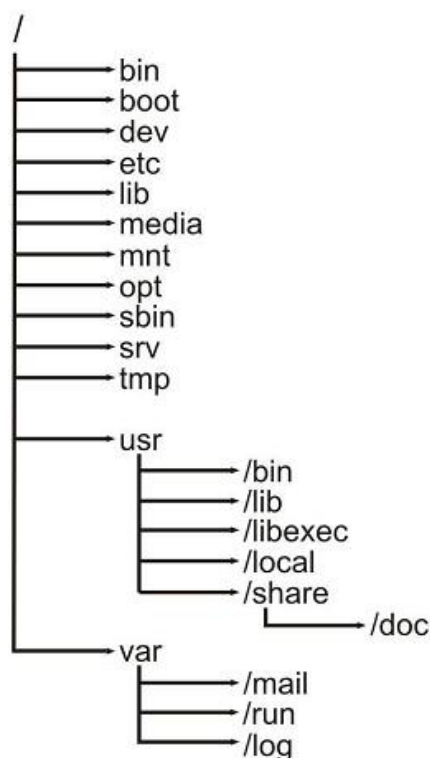 /
bin
boot
dev
etc
lib
media
mnt
opt
sbin
srv
tmp
usr
/bin
/lib
/libexec
/local
/share
/doc
var
/mail
/run
/log